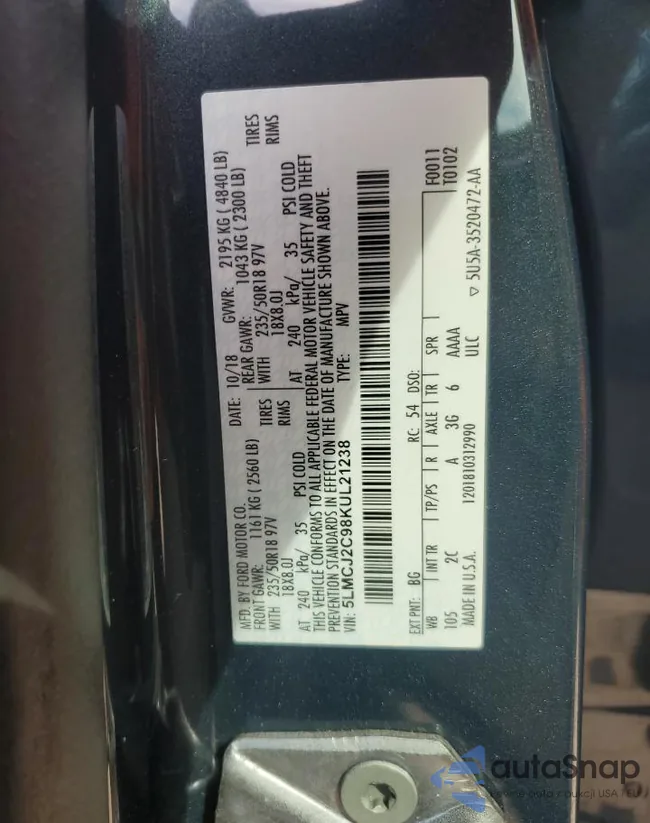 MFD. BY FORD MOTOR CO. DATE: 10/18 GVWR: 2195 KG ( 4840 LB)
FRONT GAWR: 1161 KG ( 2560 LB) REAR GAWR: 1043 KG ( 2300 LB)
WITH 235/50R18 97V TIRES WITH 235/50R18 97V TIRES
18X8.0J RIMS 18X8.0J RIMS
AT 240 kPa/ 35 PSI COLD AT 240 kPa/ 35 PSI COLD
THIS VEHICLE CONFORMS TO ALL APPLICABLE FEDERAL MOTOR VEHICLE SAFETY AND THEFT
PREVENTION STANDARDS IN EFFECT ON THE DATE OF MANUFACTURE SHOWN ABOVE.
VIN: 5LMCJ2C98KUL21238 TYPE: MPV
EXT PNT: BG RC: 54 DSO: F0011
WB INT TR TP/PS R AXLE TR SPR T0102
105 2C A 3G 6 AAAA
MADE IN U.S.A. 1201810312990 ULC ▽ 5U5A-3520472-AA
autaSnap